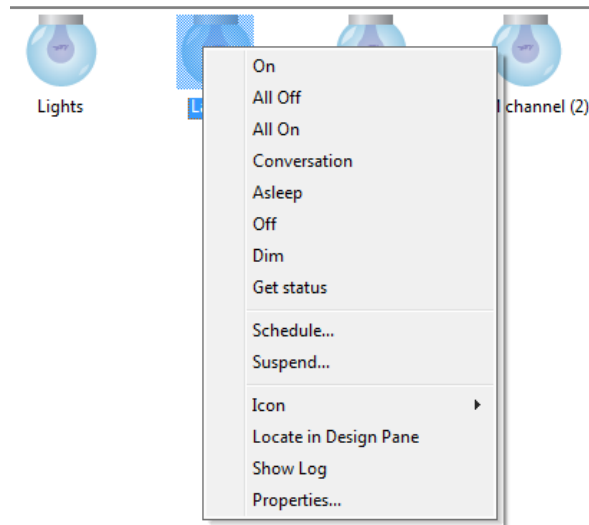 Lights
channel (2)
On
All Off
All On
Conversation
Asleep
Off
Dim
Get status
Schedule...
Suspend...
Icon
Locate in Design Pane
Show Log
Properties...